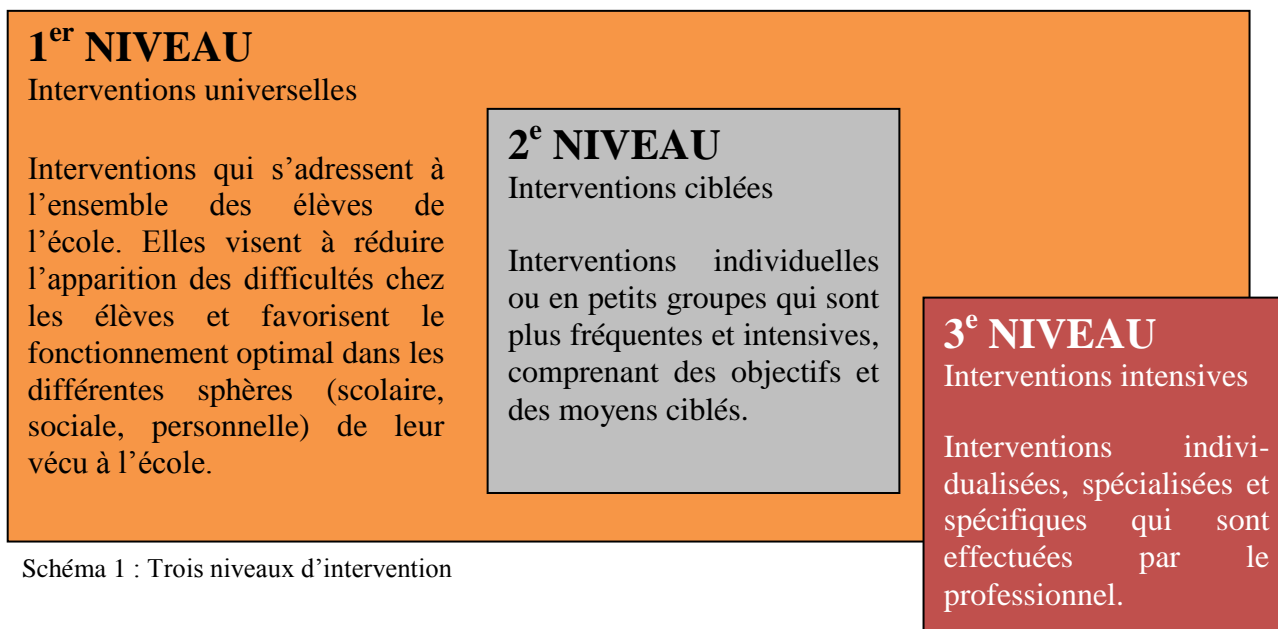 1er NIVEAU
Interventions universelles
Interventions qui s’adressent à
l’ensemble des élèves de
l’école. Elles visent à réduire
l’apparition des difficultés chez
les élèves et favorisent le
fonctionnement optimal dans les
différentes sphères (scolaire,
sociale, personnelle) de leur
vécu à l’école.
2e NIVEAU
Interventions ciblées
Interventions individuelles
ou en petits groupes qui sont
plus fréquentes et intensives,
comprenant des objectifs et
des moyens ciblés.
3e NIVEAU
Interventions intensives
Interventions indivi-
dualisées, spécialisées et
spécifiques qui sont
effectuées par le
professionnel.
Schéma 1 : Trois niveaux d’intervention